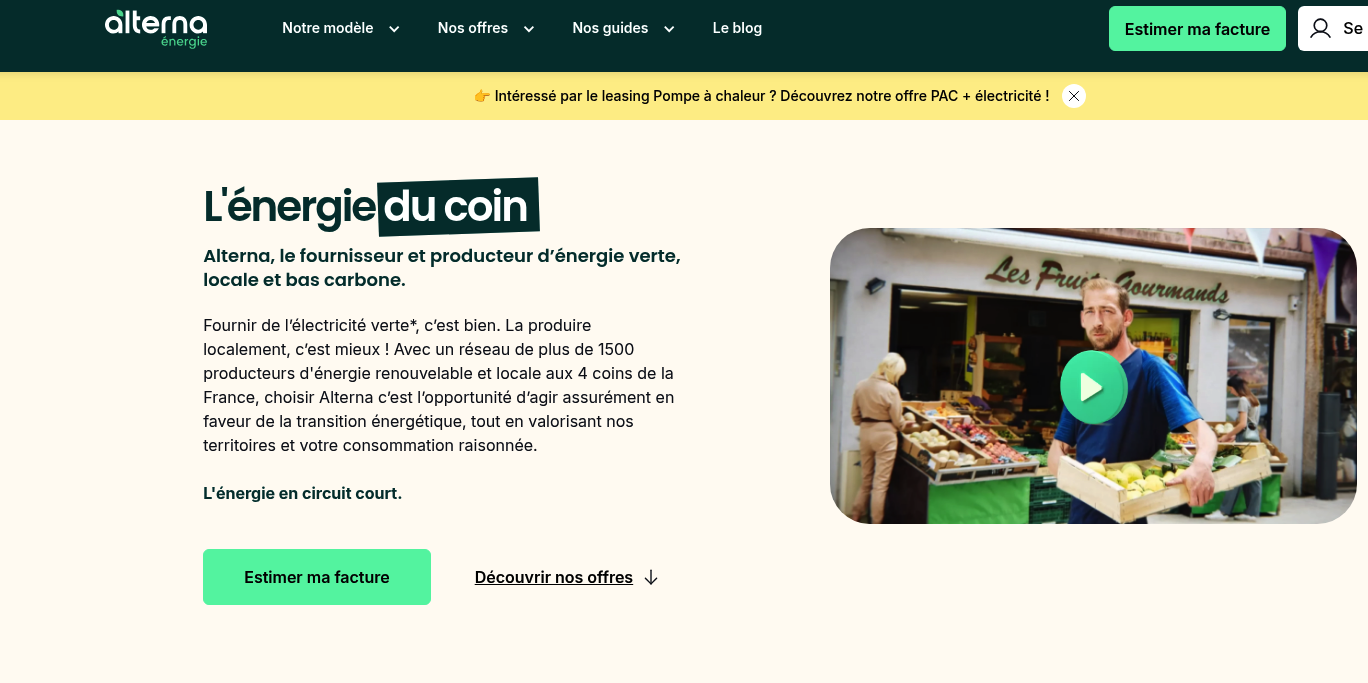 alterna
énergie
Notre modèle
Nos offres
Nos guides
Le blog
Estimer ma facture
Se
👉 Intéressé par le leasing Pompe à chaleur ? Découvrez notre offre PAC + électricité !
L'énergie du coin
Alterna, le fournisseur et producteur d’énergie verte,
locale et bas carbone.
Les Fruits Gourmands
Fournir de l’électricité verte*, c’est bien. La produire
localement, c’est mieux ! Avec un réseau de plus de 1500
producteurs d'énergie renouvelable et locale aux 4 coins de la
France, choisir Alterna c’est l’opportunité d’agir assurément en
faveur de la transition énergétique, tout en valorisant nos
territoires et votre consommation raisonnée.
L'énergie en circuit court.
Estimer ma facture
Découvrir nos offres